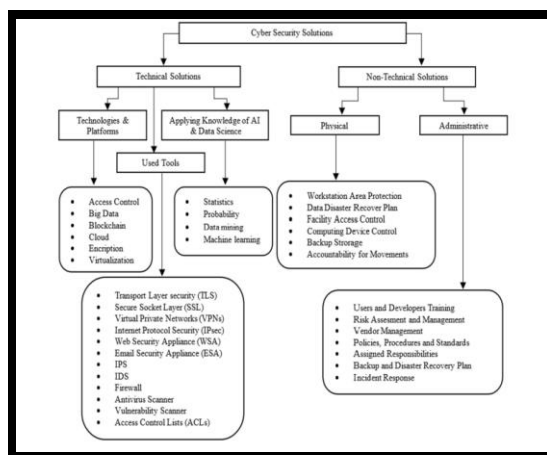 Cyber Security Solutions
Technical Solutions
Non-Technical Solutions
Technologies &
Platforms
Applying Knowledge of AI
& Data Science
Physical
Administrative
Used Tools
Access Control
Big Data
Blockchain
Cloud
Encription
Virtualization
Statistics
Probability
Data mining
Machine learning
Workstation Area Protection
Data Disaster Recover Plan
Facility Access Control
Computing Device Control
Backup Strorage
Accountability for Movements
Transport Layer security (TLS)
Secure Socket Layer (SSL)
Virtual Private Networks (VPNs)
Internet Protocol Security (IPsec)
Web Security Appliance (WSA)
Email Security Appliance (ESA)
IPS
IDS
Firewall
Antivirus Scanner
Vulnerability Scanner
Access Control Lists (ACLs)
Users and Developers Training
Risk Assesment and Management
Vendor Management
Policies, Procedures and Standards
Assigned Responsibilities
Backup and Disaster Recovery Plan
Incident Response